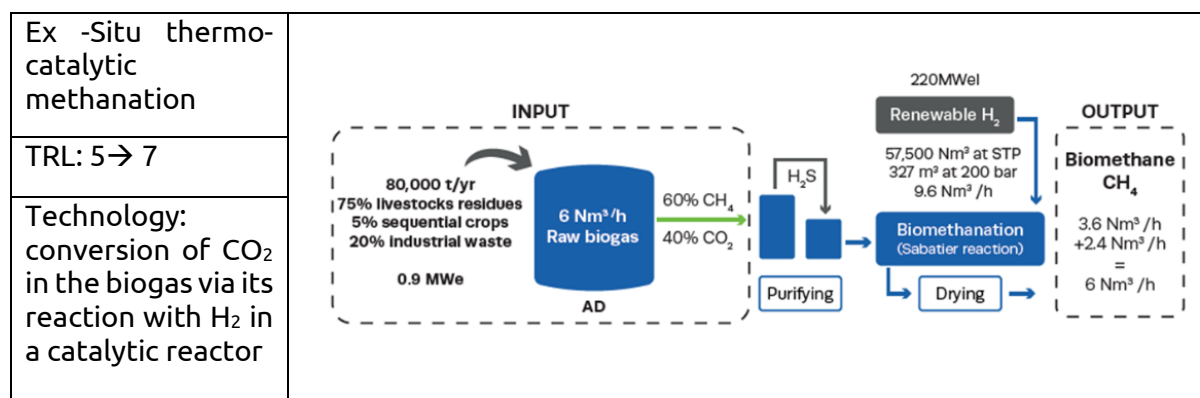 Ex -Situ thermo-
catalytic
methanation
TRL: 5→ 7
Technology:
conversion of CO₂
in the biogas via its
reaction with H₂ in
a catalytic reactor
INPUT
80,000 t/yr
75% livestocks residues
5% sequential crops
20% industrial waste
0.9 MWe
6 Nm³/h
Raw biogas
AD
60% CH₄
40% CO₂
H₂S
Purifying
220MWel
Renewable H₂
57,500 Nm³ at STP
327 m³ at 200 bar
9.6 Nm³ /h
Biomethanation
(Sabatier reaction)
Drying
OUTPUT
Biomethane
CH₄
3.6 Nm³ /h
+2.4 Nm³ /h
=
6 Nm³ /h